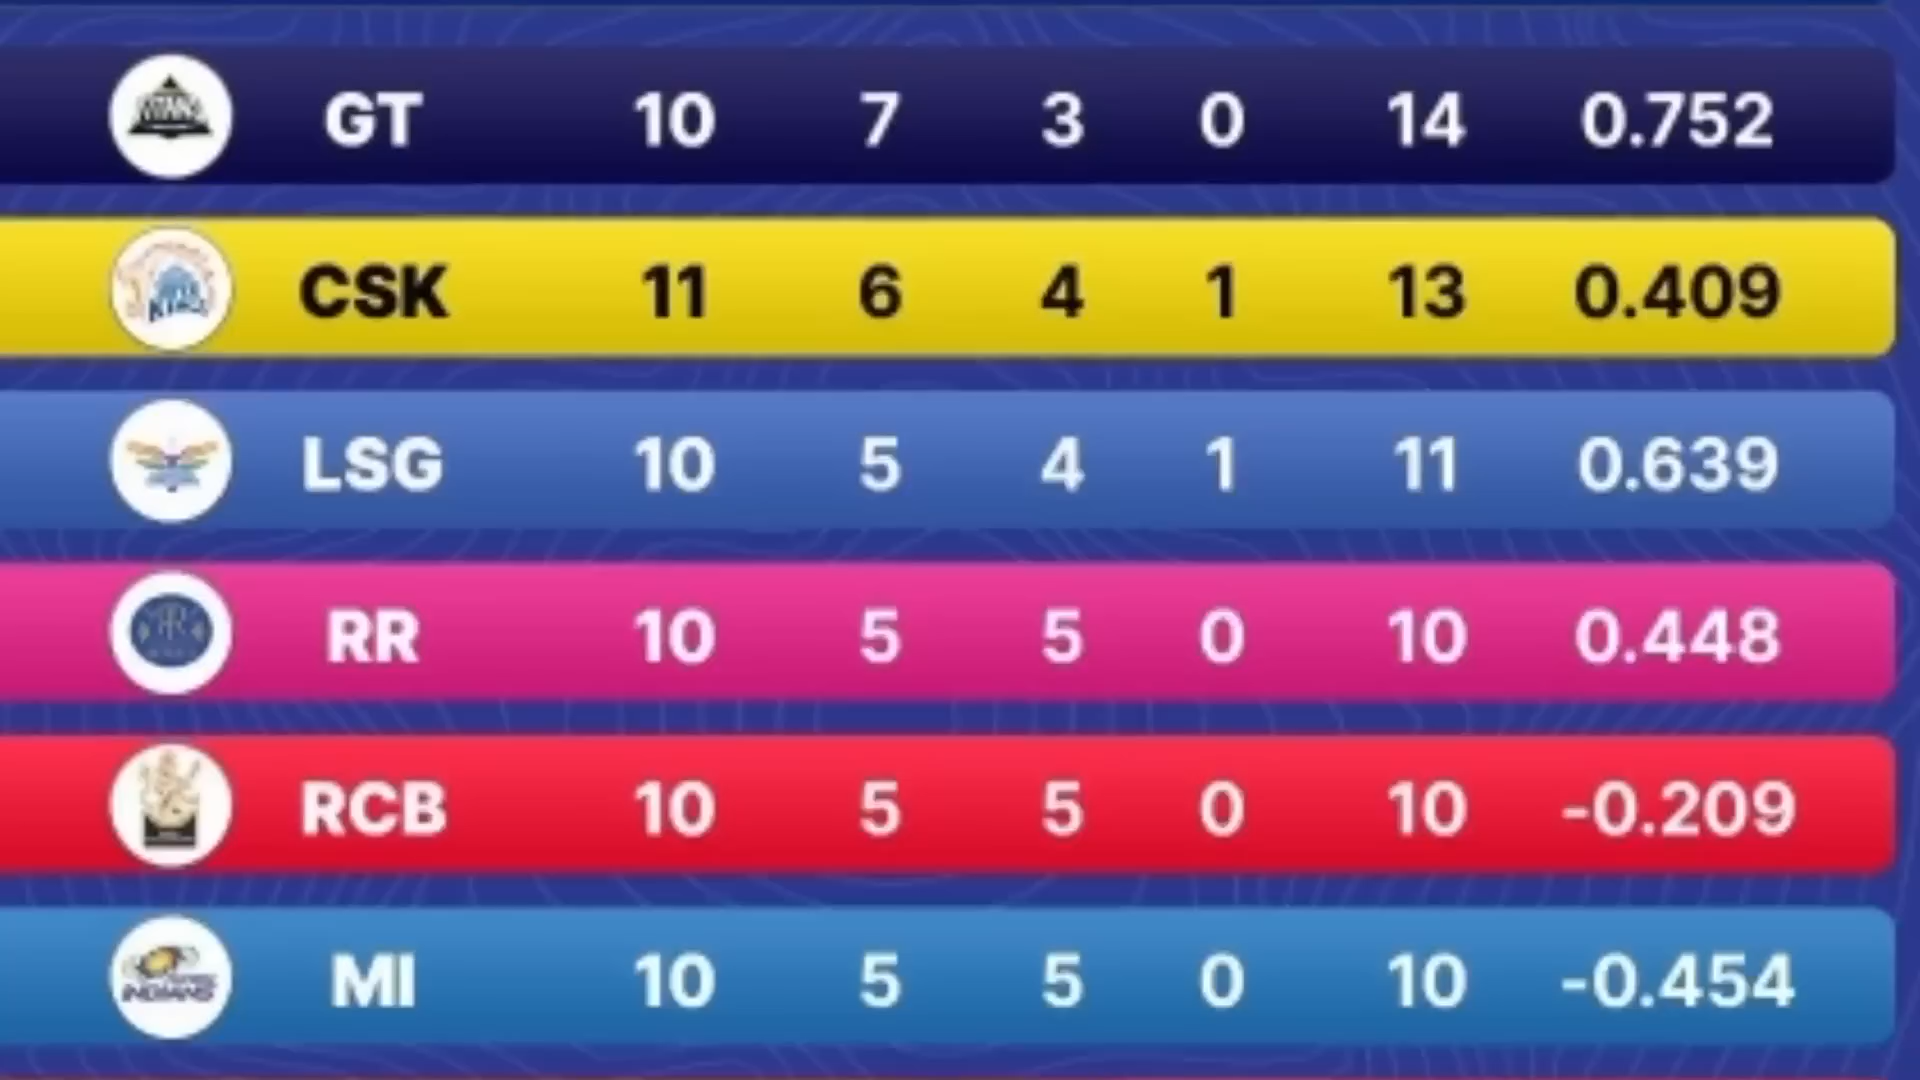 GT 10 7 3 0 14 0.752
CSK 11 6 4 1 13 0.409
LSG 10 5 4 1 11 0.639
RR 10 5 5 0 10 0.448
RCB 10 5 5 0 10 -0.209
MI 10 5 5 0 10 -0.454